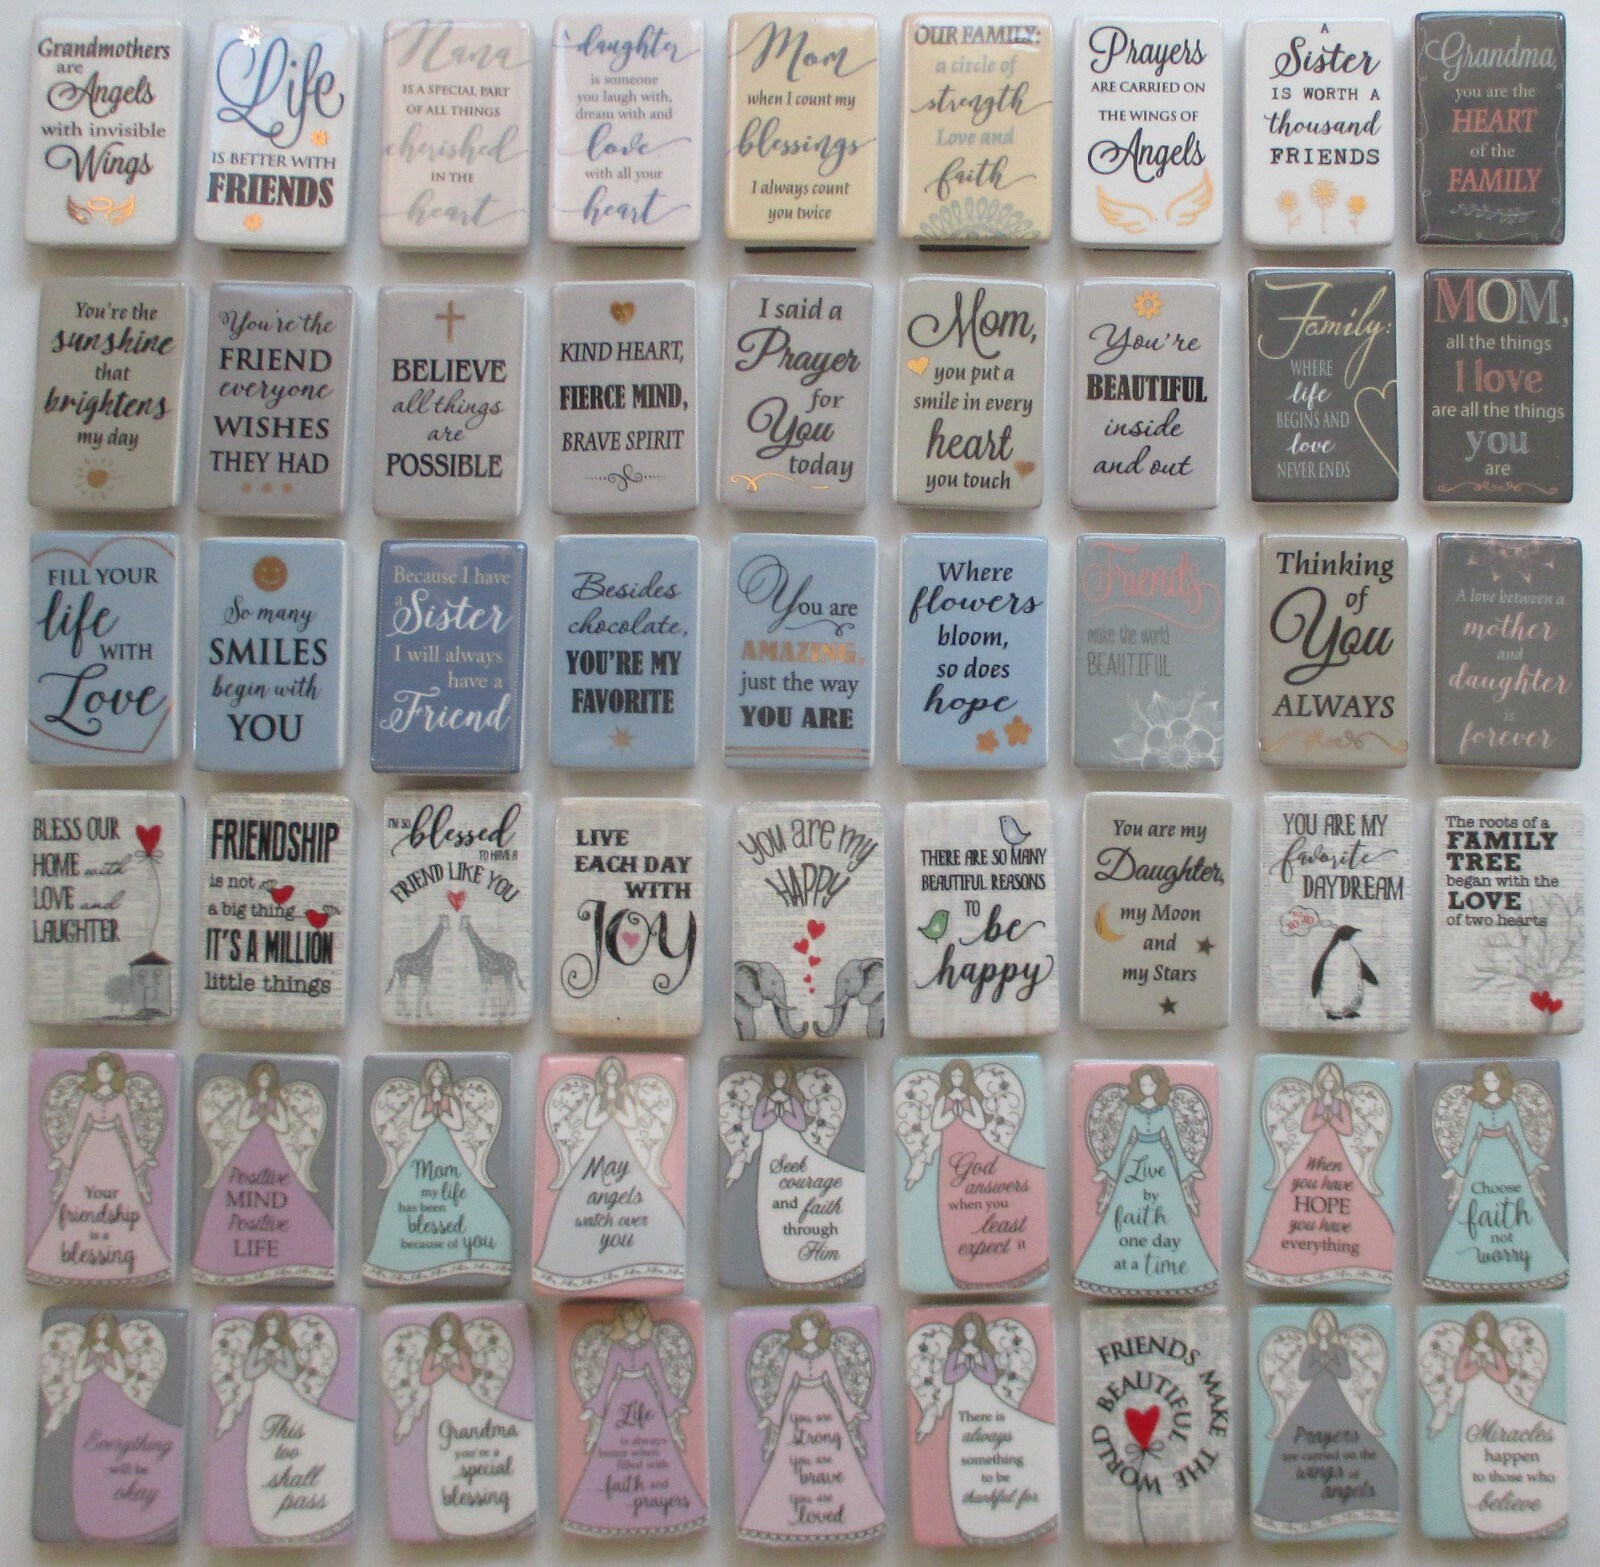 Grandmothers
are
Angels
with invisible
Wings
Life
IS BETTER WITH
FRIENDS
Nana
IS A SPECIAL PART
OF ALL THINGS
cherished
IN THE
heart
daughter
is someone
you laugh with,
dream with and
love
with all your
heart
Mom
when I count my
blessings
I always count
you twice
OUR FAMILY:
a circle of
strength
Love and
faith
Prayers
ARE CARRIED ON
THE WINGS OF
Angels
A
Sister
IS WORTH A
thousand
FRIENDS
Grandma,
you are the
HEART
of the
FAMILY
You're the
sunshine
that
brightens
my day
You're the
FRIEND
everyone
WISHES
THEY HAD
BELIEVE
all things
are
POSSIBLE
KIND HEART,
FIERCE MIND,
BRAVE SPIRIT
I said a
Prayer
for
You
today
Mom,
you put a
smile in every
heart
you touch
You're
BEAUTIFUL
inside
and out
Family:
WHERE
life
BEGINS AND
love
NEVER ENDS
MOM,
all the things
I love
are all the things
you
are
FILL YOUR
life
WITH
Love
So many
SMILES
begin with
YOU
Because I have
a Sister
I will always
have a
Friend
Besides
chocolate,
YOU'RE MY
FAVORITE
You are
AMAZING,
just the way
YOU ARE
Where
flowers
bloom,
so does
hope
Friends
make the world
BEAUTIFUL
Thinking
of
You
ALWAYS
A love between a
mother
and
daughter
is
forever
BLESS OUR
HOME with
LOVE and
LAUGHTER
FRIENDSHIP
is not
a big thing...
IT'S A MILLION
little things
I'M SO
blessed
TO HAVE A
FRIEND LIKE YOU
LIVE
EACH DAY
WITH
JOY
You are my
HAPPY
THERE ARE SO MANY
BEAUTIFUL REASONS
TO
be
happy
You are my
Daughter,
my Moon
and
my Stars
YOU ARE MY
favorite
DAYDREAM
The roots of a
FAMILY
TREE
began with the
LOVE
of two hearts
Your
friendship
is a
blessing
Positive
MIND
Positive
LIFE
Mom
my life
has been
blessed
because of you
May
angels
watch over
you
Seek
courage
and faith
through
Him
God
answers
when you
least
expect it
Live
by
faith
one day
at a time
When
you have
HOPE
you have
everything
Choose
faith
not
worry
Everything
will be
okay
This
too
shall
pass
Grandma
you're a
special
blessing
Life
is always
better when
filled with
faith and
prayers
You are
strong
you are
brave
you are
loved
There is
always
something
to be
thankful for
FRIENDS MAKE THE WORLD BEAUTIFUL
Prayers
are carried on the
wings of
angels
Miracles
happen
to those who
believe